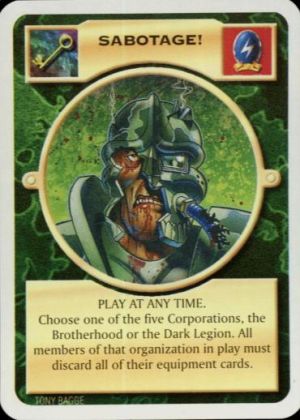 SABOTAGE!
PLAY AT ANY TIME.
Choose one of the five Corporations, the
Brotherhood or the Dark Legion. All
members of that organization in play must
discard all of their equipment cards.
TONY BAGGE